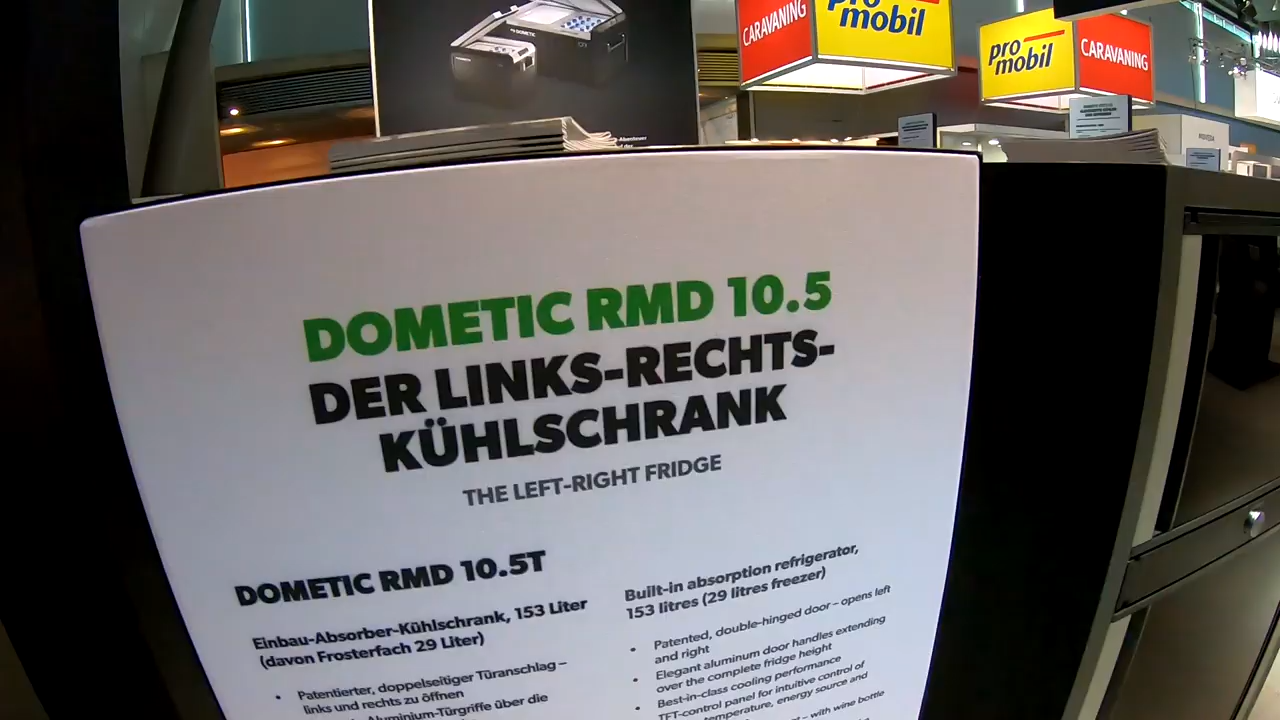 DOMETIC
CARAVANING
pro mobil
pro mobil
CARAVANING
DOMETIC RMD 10.5
DER LINKS-RECHTS-
KÜHLSCHRANK
THE LEFT-RIGHT FRIDGE
DOMETIC RMD 10.5T
Einbau-Absorber-Kühlschrank, 153 Liter
(davon Frosterfach 29 Liter)
• Patentierter, doppelseitiger Türanschlag –
links und rechts zu öffnen
Aluminium-Türgriffe über die
Built-in absorption refrigerator,
153 litres (29 litres freezer)
• Patented, double-hinged door – opens left
and right
• Elegant aluminum door handles extending
over the complete fridge height
• Best-in-class cooling performance
• TFT-control panel for intuitive control of
temperature, energy source and
– with wine bottle